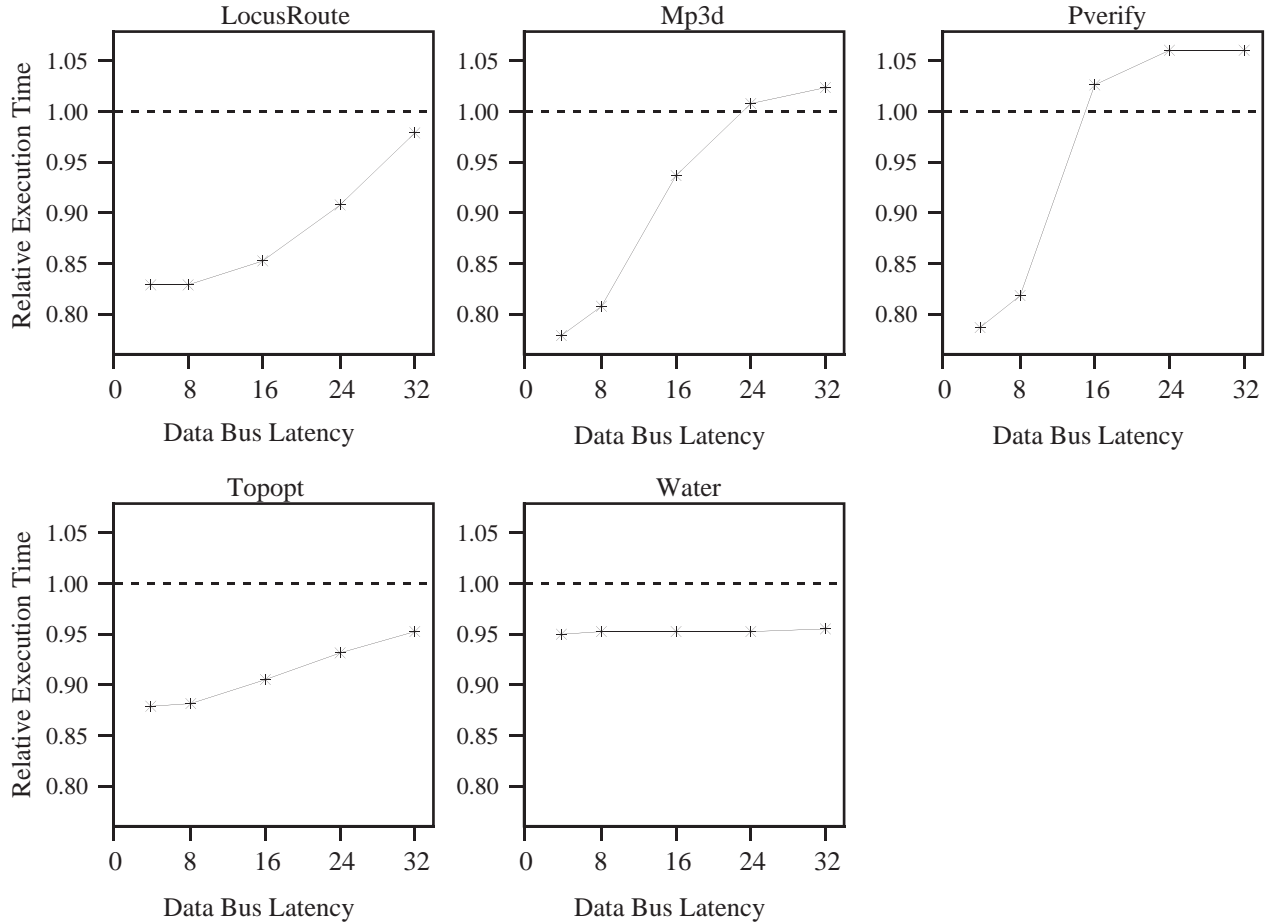 LocusRoute Mp3d Pverify
1.05 1.05 1.05
1.00 1.00 1.00
0.95 0.95 0.95
0.90 0.90 0.90
0.85 0.85 0.85
0.80 0.80 0.80
Relative Execution Time
0 8 16 24 32 0 8 16 24 32 0 8 16 24 32
Data Bus Latency Data Bus Latency Data Bus Latency
Topopt Water
1.05 1.05
1.00 1.00
0.95 0.95
0.90 0.90
0.85 0.85
0.80 0.80
Relative Execution Time
0 8 16 24 32 0 8 16 24 32
Data Bus Latency Data Bus Latency